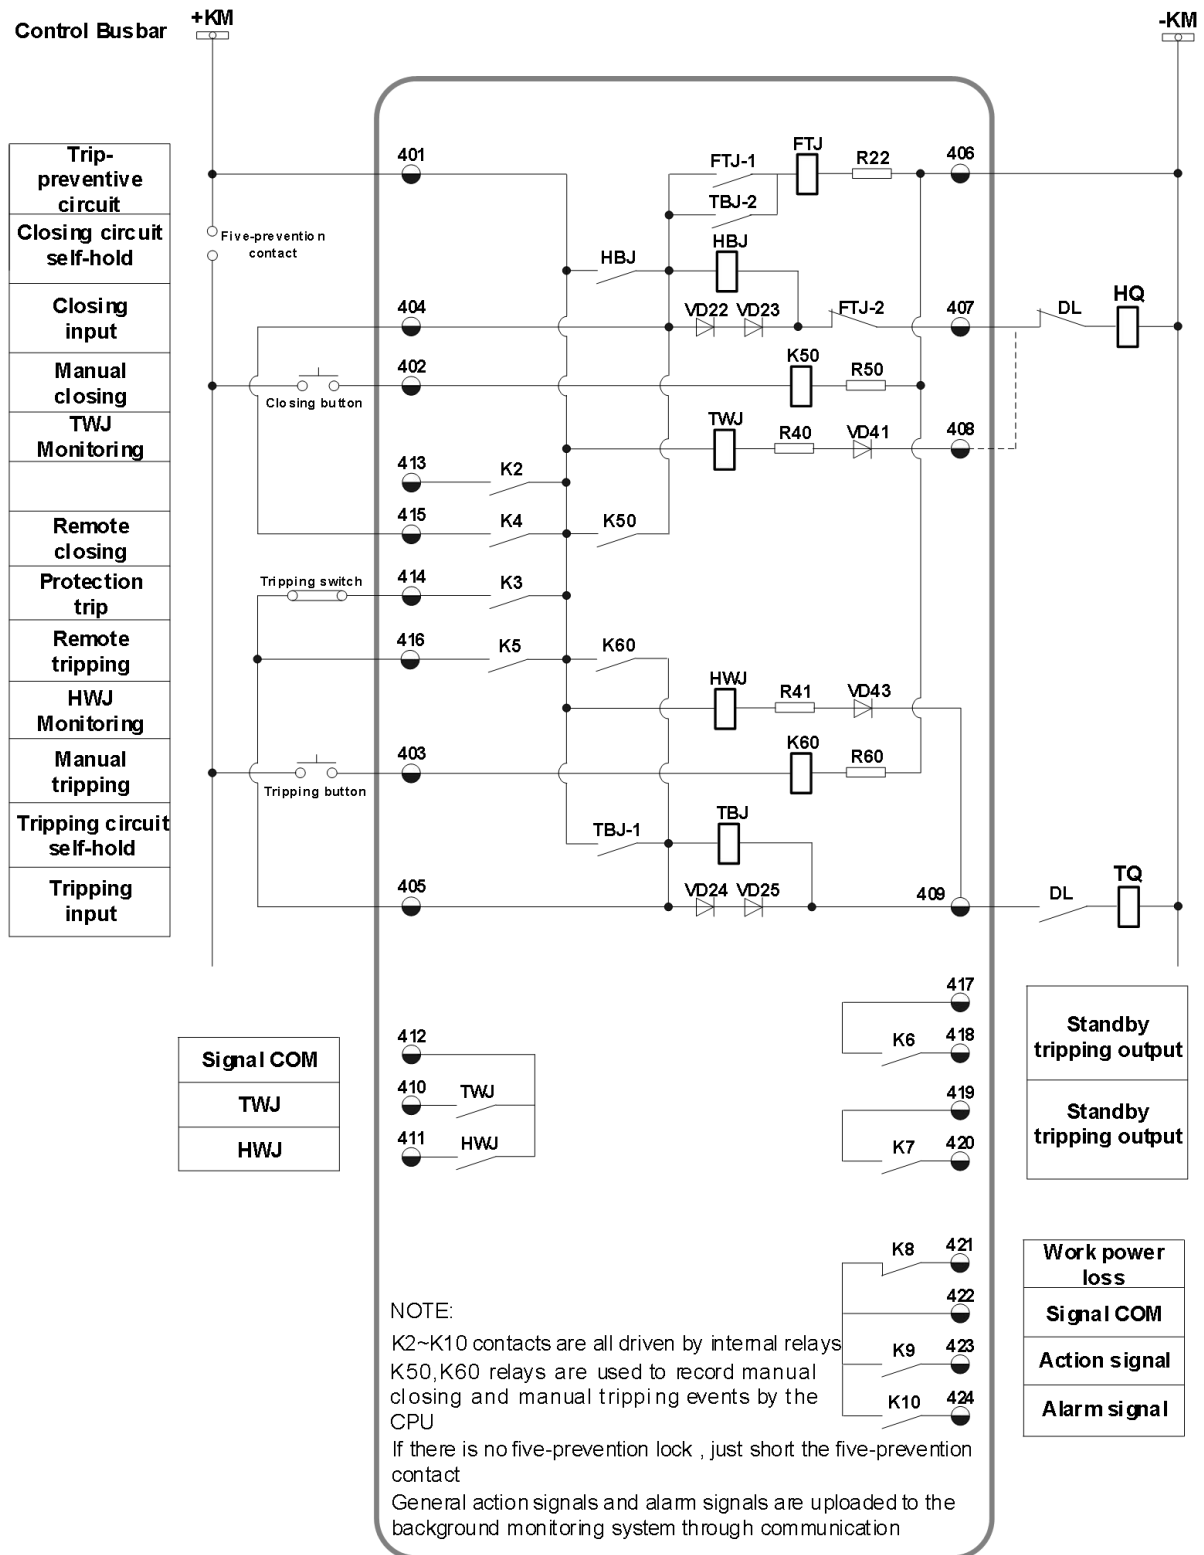 Control Busbar
+KM
-KM
Trip-
preventive
circuit
401
FTJ-1
FTJ
R22
406
TBJ-2
Closing circuit
self-hold
Five-prevention
contact
HBJ
HBJ
Closing
input
404
VD22
VD23
FTJ-2
407
DL
HQ
Manual
closing
Closing button
402
K50
R50
TWJ
Monitoring
TWJ
R40
VD41
408
413
K2
Remote
closing
415
K4
K50
Protection
trip
Tripping switch
414
K3
Remote
tripping
416
K5
K60
HWJ
Monitoring
HWJ
R41
VD43
Manual
tripping
Tripping button
403
K60
R60
Tripping circuit
self-hold
TBJ-1
TBJ
Tripping
input
405
VD24
VD25
409
DL
TQ
417
K6
418
Standby
tripping output
419
K7
420
Standby
tripping output
Signal COM
412
TWJ
410
TWJ
HWJ
411
HWJ
K8
421
Work power
loss
422
Signal COM
K9
423
Action signal
K10
424
Alarm signal
NOTE:
K2~K10 contacts are all driven by internal relays
K50,K60 relays are used to record manual
closing and manual tripping events by the
CPU
If there is no five-prevention lock , just short the five-prevention
contact
General action signals and alarm signals are uploaded to the
background monitoring system through communication